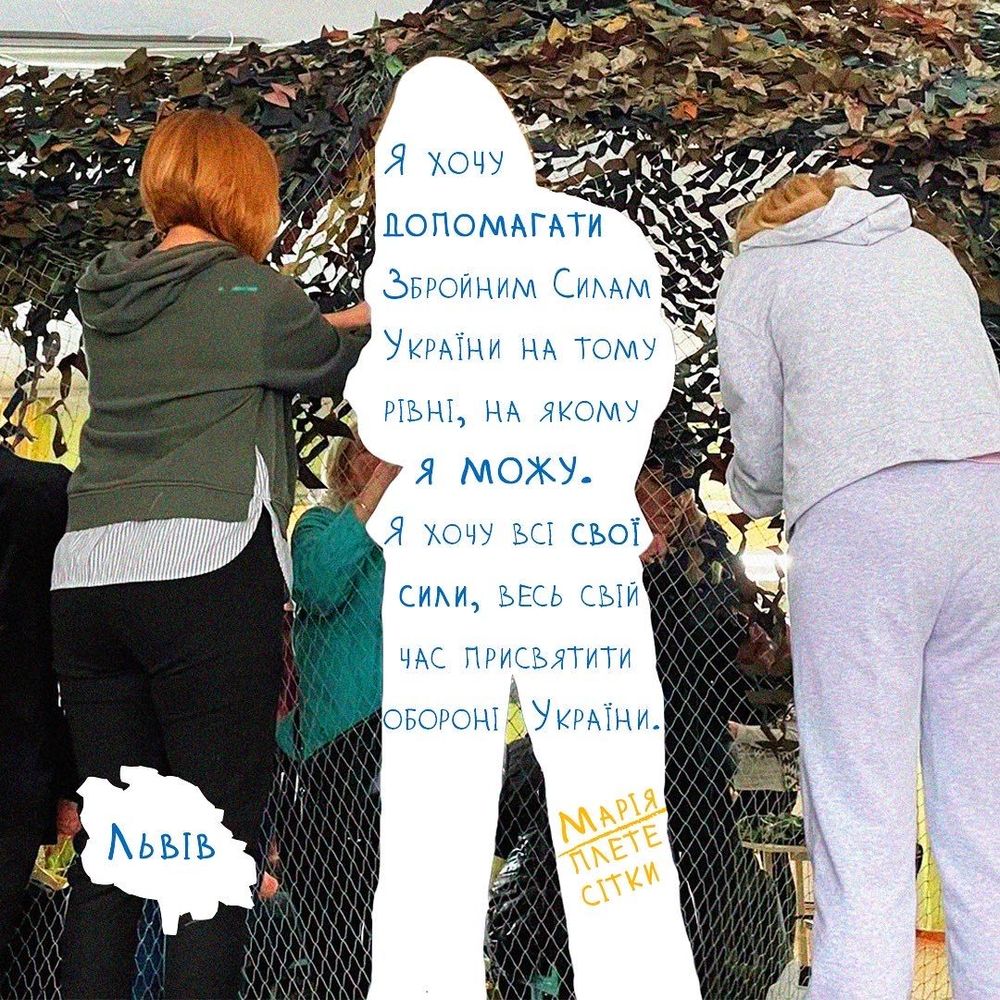 Я хочу
допомагати
Збройним Силам
України на тому
рівні, на якому
я можу.
Я хочу всі свої
сили, весь свій
час присвятити
обороні України.
Марія
плете
сітки
Львів